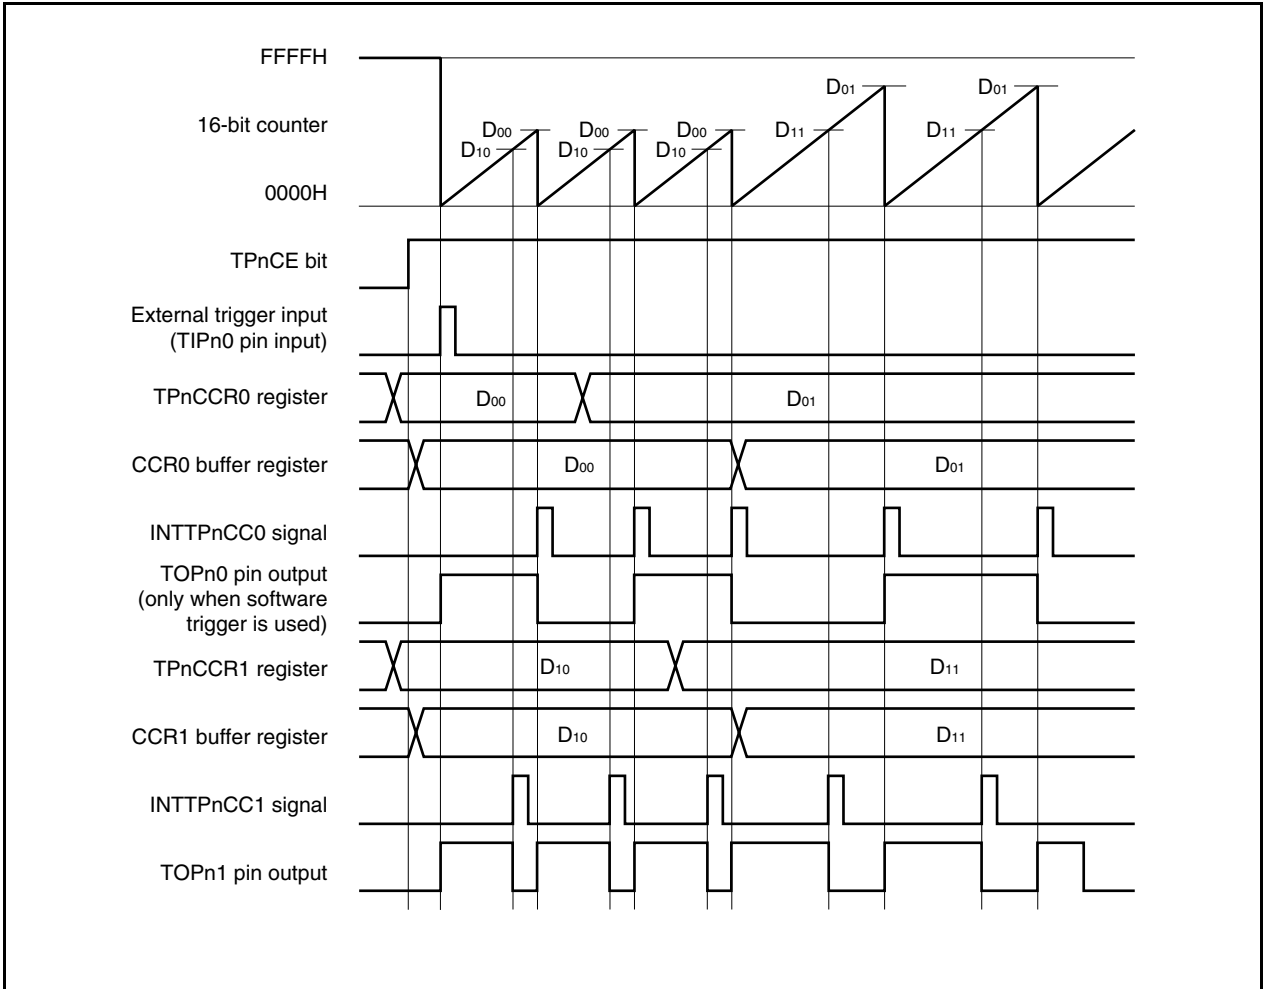 FFFFH
16-bit counter
0000H
D00 D00 D00 D11 D01 D11 D01
D10 D10 D10
TPnCE bit
External trigger input
(TIPn0 pin input)
TPnCCR0 register
D00 D01
CCR0 buffer register
D00 D01
INTTPnCC0 signal
TOPn0 pin output
(only when software
trigger is used)
TPnCCR1 register
D10 D11
CCR1 buffer register
D10 D11
INTTPnCC1 signal
TOPn1 pin output